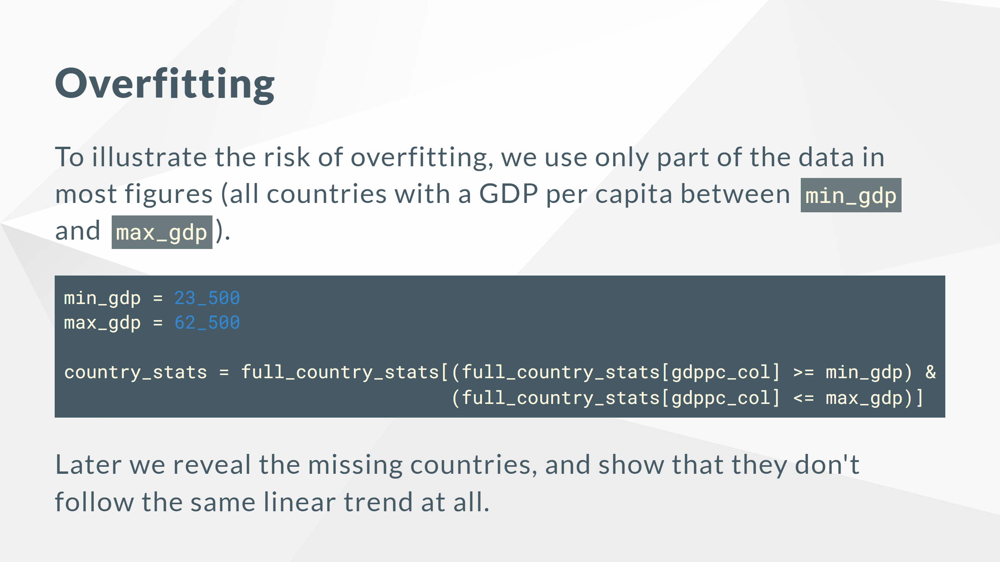 Overfitting
To illustrate the risk of overfitting, we use only part of the data in
most figures (all countries with a GDP per capita between min_gdp
and max_gdp).
min_gdp = 23_500
max_gdp = 62_500
country_stats = full_country_stats[(full_country_stats[gdppc_col] >= min_gdp) &
(full_country_stats[gdppc_col] <= max_gdp)]
Later we reveal the missing countries, and show that they don't
follow the same linear trend at all.